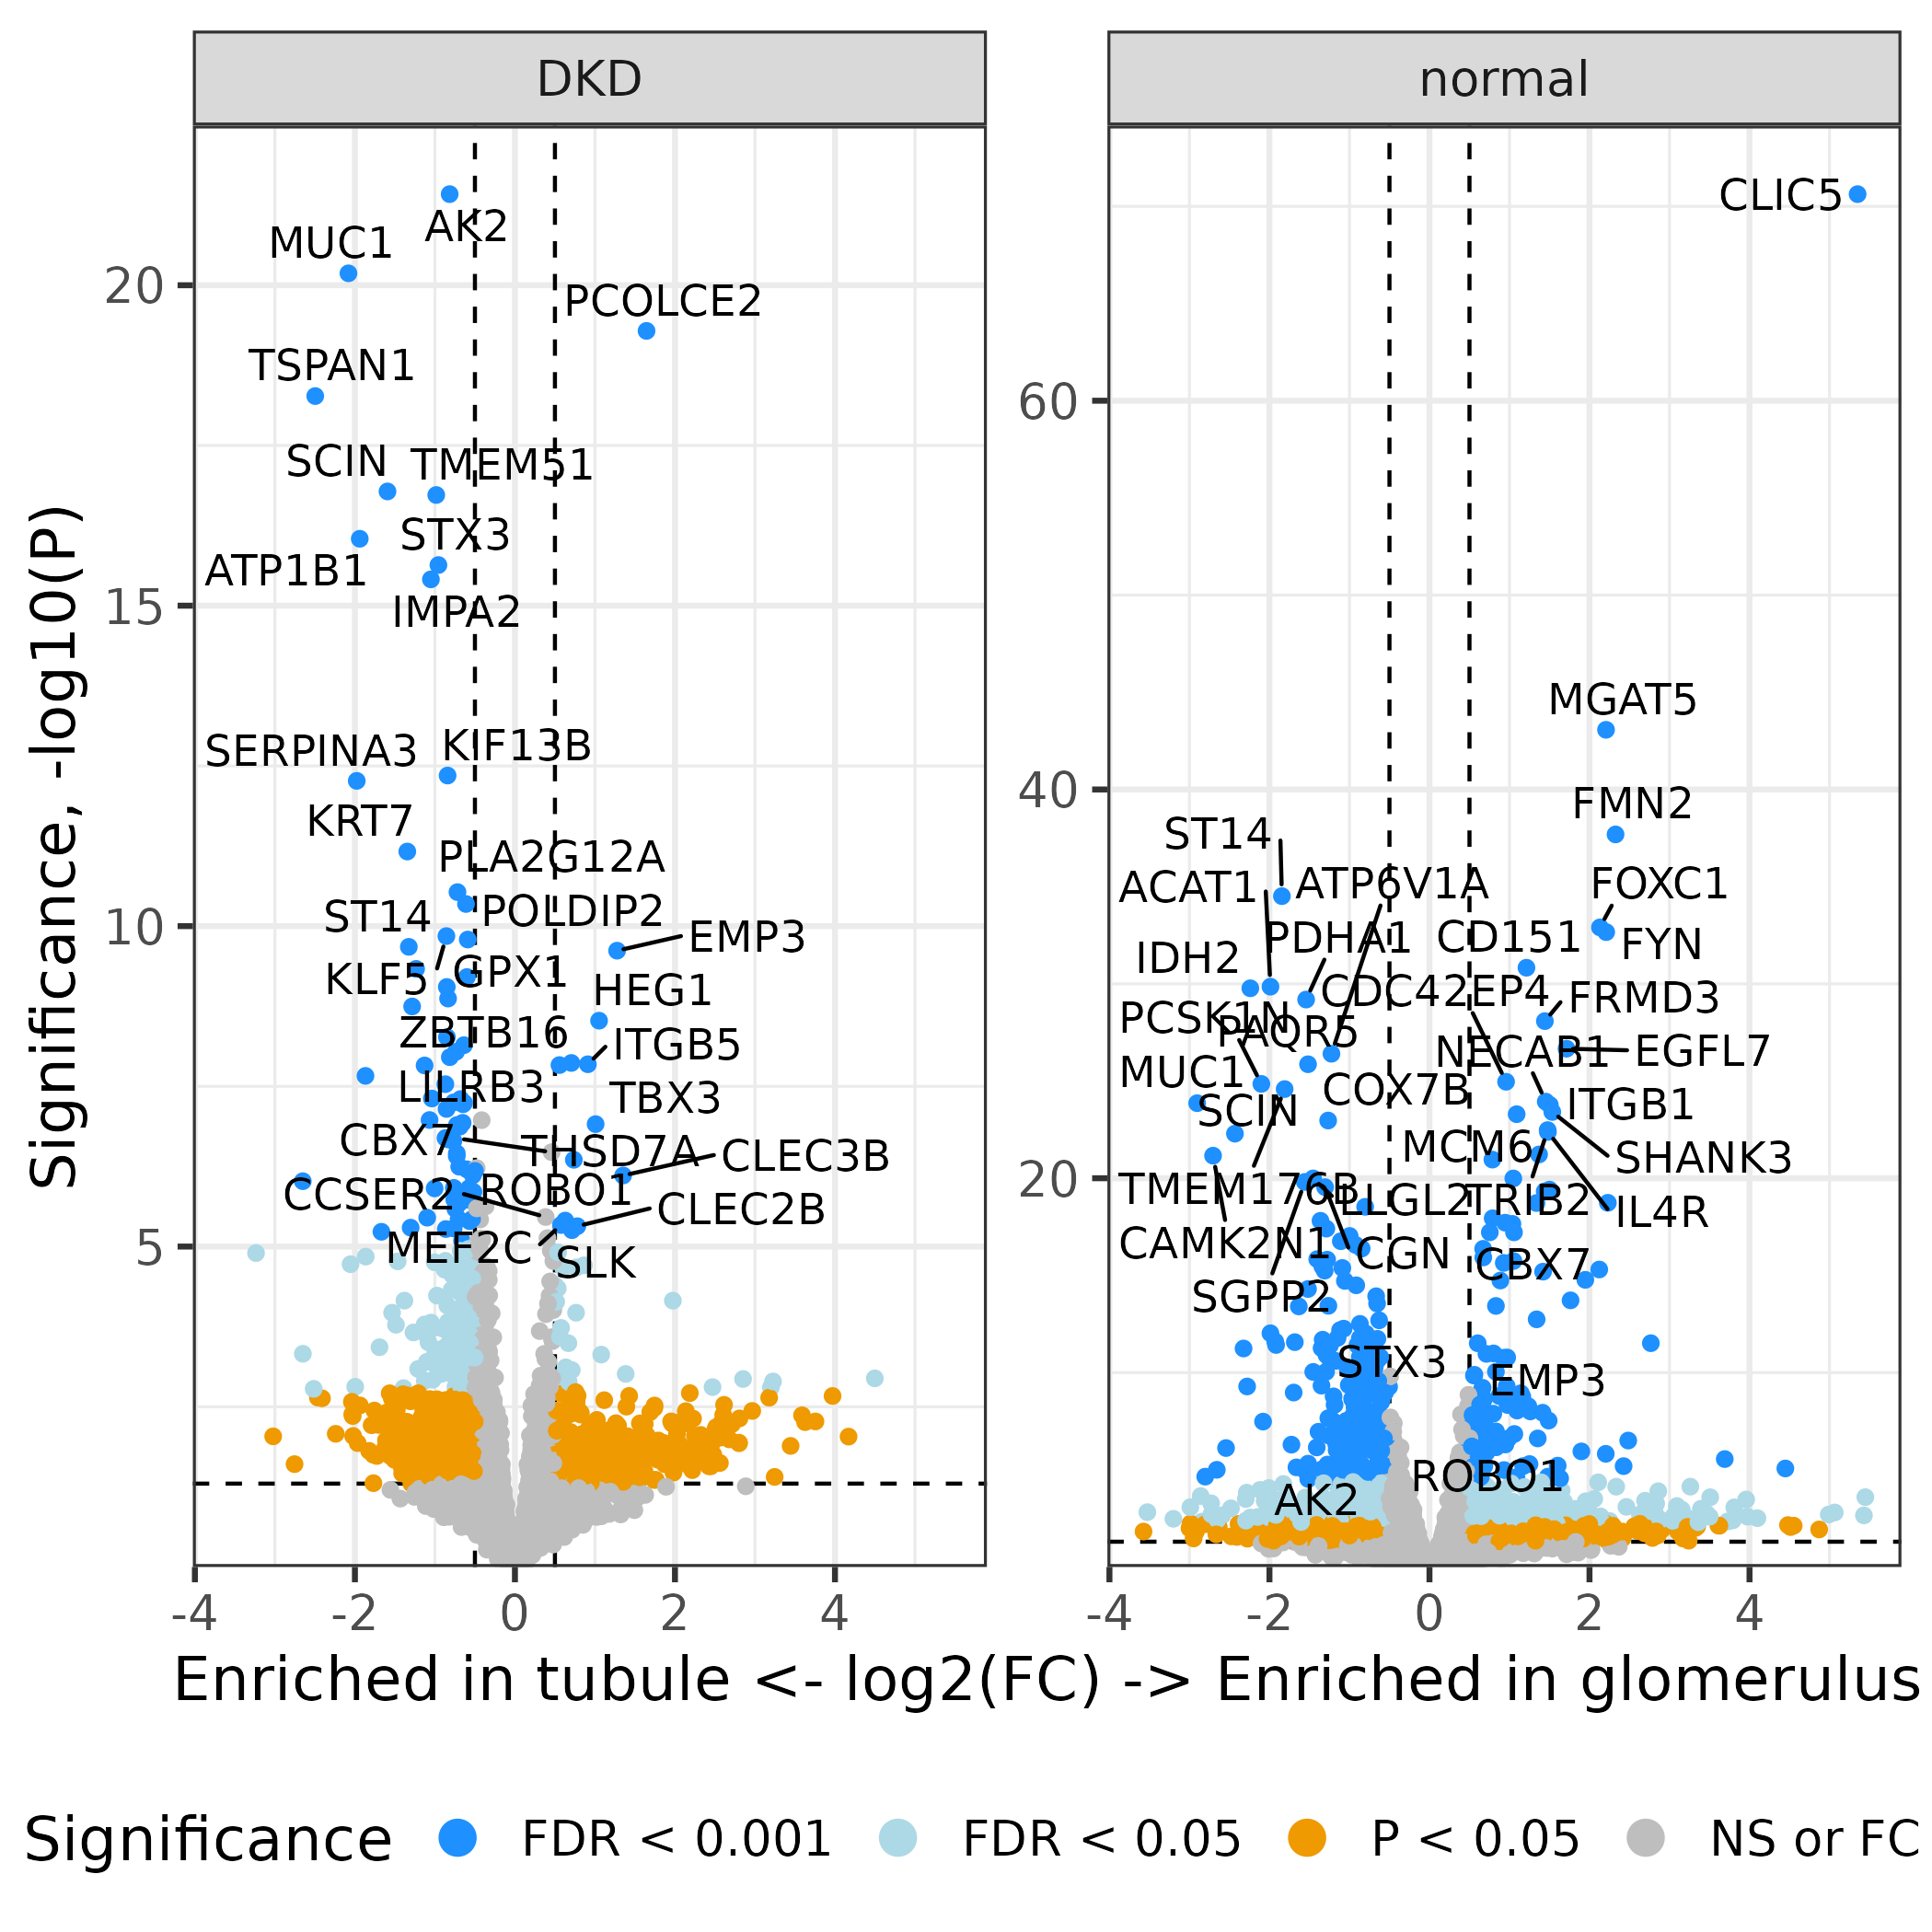 DKD
normal
Significance, -log10(P)
20
15
10
5
60
40
20
AK2
MUC1
PCOLCE2
TSPAN1
SCIN
TMEM51
STX3
ATP1B1
IMPA2
KIF13B
SERPINA3
KRT7
PLA2G12A
POLDIP2
ST14
EMP3
KLF5
GPX1
HEG1
ZBTB16
ITGB5
LILRB3
TBX3
CBX7
THSD7A
CLEC3B
CCSER2
ROBO1
CLEC2B
MEF2C
SLK
CLIC5
MGAT5
FMN2
ST14
ACAT1
ATP6V1A
FOXC1
PDHA1
CD151
FYN
IDH2
CDC42EP4
FRMD3
PCSK1N
PAQR5
NECAB1
EGFL7
MUC1
COX7B
SCIN
ITGB1
MCM6
SHANK3
TMEM176B
LLGL2
TRIB2
IL4R
CAMK2N1
CGN
CBX7
SGPP2
STX3
EMP3
ROBO1
AK2
-4 -2 0 2 4
-4 -2 0 2 4
Enriched in tubule <- log2(FC) -> Enriched in glomerulus
Significance FDR < 0.001 FDR < 0.05 P < 0.05 NS or FC